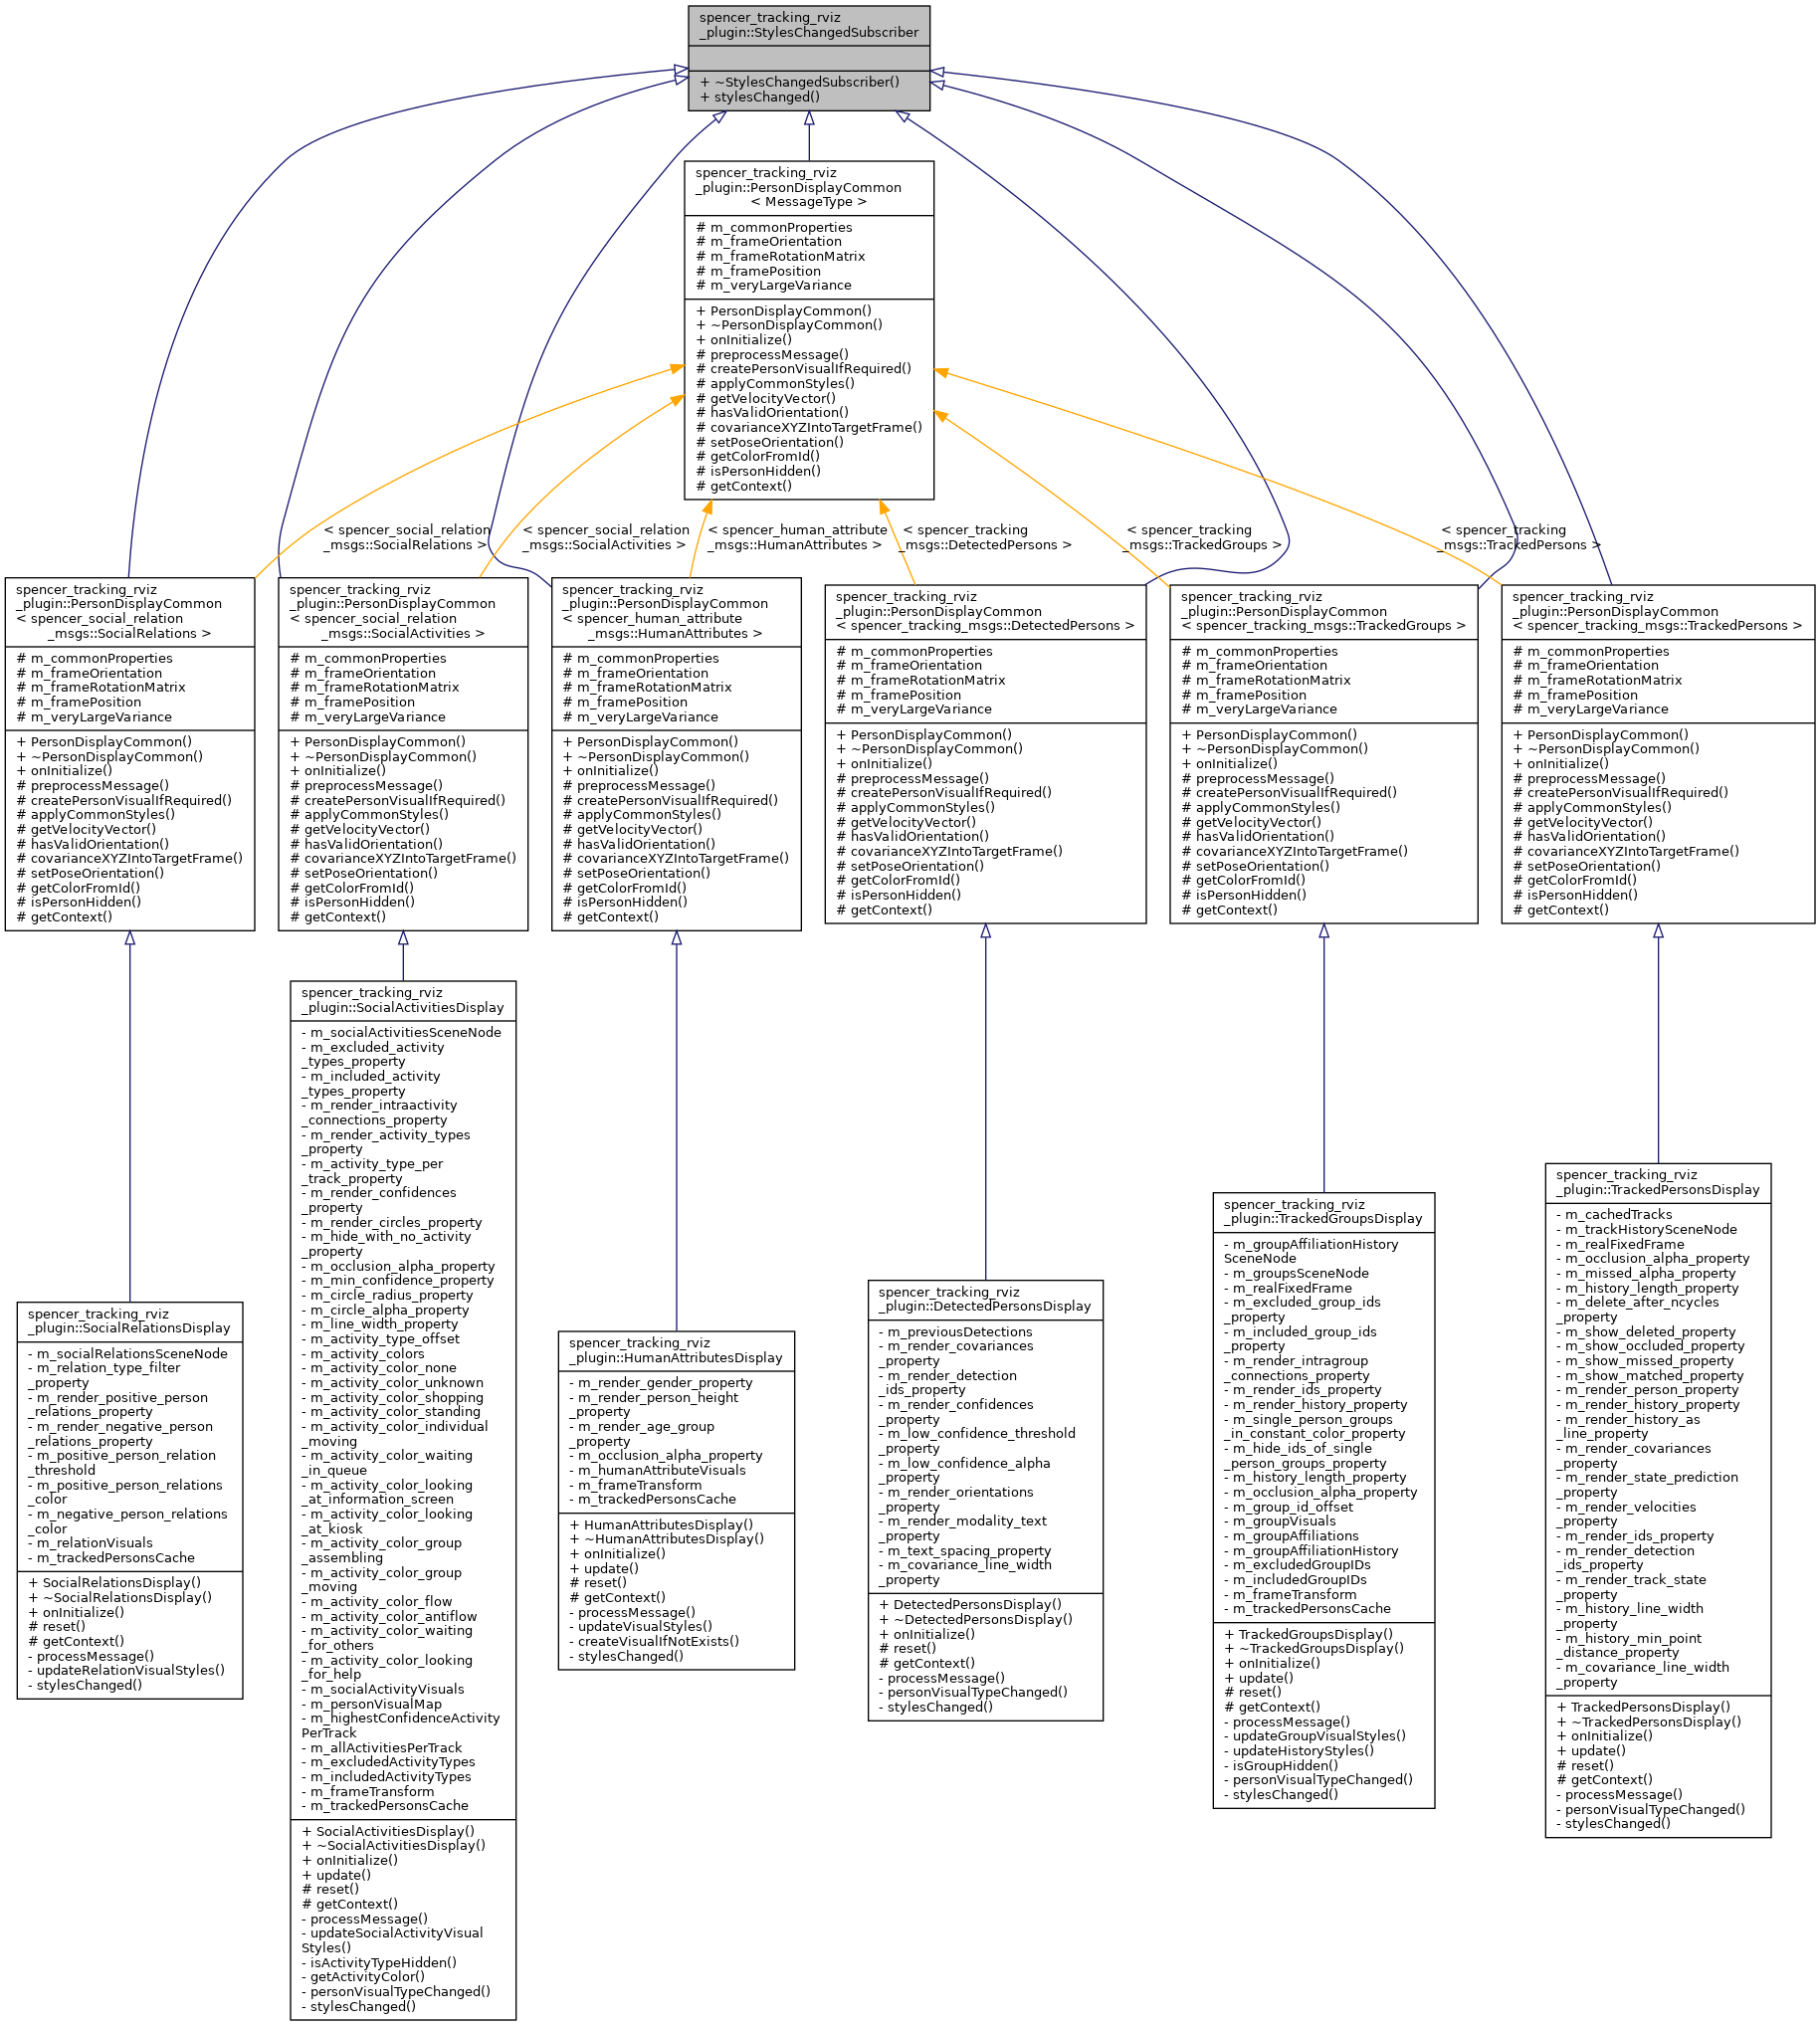 spencer_tracking_rviz
_plugin::StylesChangedSubscriber
+ ~StylesChangedSubscriber()
+ stylesChanged()
spencer_tracking_rviz
_plugin::PersonDisplayCommon
< MessageType >
# m_commonProperties
# m_frameOrientation
# m_frameRotationMatrix
# m_framePosition
# m_veryLargeVariance
+ PersonDisplayCommon()
+ ~PersonDisplayCommon()
+ onInitialize()
# preprocessMessage()
# createPersonVisualIfRequired()
# applyCommonStyles()
# getVelocityVector()
# hasValidOrientation()
# covarianceXYZIntoTargetFrame()
# setPoseOrientation()
# getColorFromId()
# isPersonHidden()
# getContext()
< spencer_social_relation
_msgs::SocialRelations >
< spencer_social_relation
_msgs::SocialActivities >
< spencer_human_attribute
_msgs::HumanAttributes >
< spencer_tracking
_msgs::DetectedPersons >
< spencer_tracking
_msgs::TrackedGroups >
< spencer_tracking
_msgs::TrackedPersons >
spencer_tracking_rviz
_plugin::PersonDisplayCommon
< spencer_social_relation
_msgs::SocialRelations >
# m_commonProperties
# m_frameOrientation
# m_frameRotationMatrix
# m_framePosition
# m_veryLargeVariance
+ PersonDisplayCommon()
+ ~PersonDisplayCommon()
+ onInitialize()
# preprocessMessage()
# createPersonVisualIfRequired()
# applyCommonStyles()
# getVelocityVector()
# hasValidOrientation()
# covarianceXYZIntoTargetFrame()
# setPoseOrientation()
# getColorFromId()
# isPersonHidden()
# getContext()
spencer_tracking_rviz
_plugin::PersonDisplayCommon
< spencer_social_relation
_msgs::SocialActivities >
# m_commonProperties
# m_frameOrientation
# m_frameRotationMatrix
# m_framePosition
# m_veryLargeVariance
+ PersonDisplayCommon()
+ ~PersonDisplayCommon()
+ onInitialize()
# preprocessMessage()
# createPersonVisualIfRequired()
# applyCommonStyles()
# getVelocityVector()
# hasValidOrientation()
# covarianceXYZIntoTargetFrame()
# setPoseOrientation()
# getColorFromId()
# isPersonHidden()
# getContext()
spencer_tracking_rviz
_plugin::PersonDisplayCommon
< spencer_human_attribute
_msgs::HumanAttributes >
# m_commonProperties
# m_frameOrientation
# m_frameRotationMatrix
# m_framePosition
# m_veryLargeVariance
+ PersonDisplayCommon()
+ ~PersonDisplayCommon()
+ onInitialize()
# preprocessMessage()
# createPersonVisualIfRequired()
# applyCommonStyles()
# getVelocityVector()
# hasValidOrientation()
# covarianceXYZIntoTargetFrame()
# setPoseOrientation()
# getColorFromId()
# isPersonHidden()
# getContext()
spencer_tracking_rviz
_plugin::PersonDisplayCommon
< spencer_tracking_msgs::DetectedPersons >
# m_commonProperties
# m_frameOrientation
# m_frameRotationMatrix
# m_framePosition
# m_veryLargeVariance
+ PersonDisplayCommon()
+ ~PersonDisplayCommon()
+ onInitialize()
# preprocessMessage()
# createPersonVisualIfRequired()
# applyCommonStyles()
# getVelocityVector()
# hasValidOrientation()
# covarianceXYZIntoTargetFrame()
# setPoseOrientation()
# getColorFromId()
# isPersonHidden()
# getContext()
spencer_tracking_rviz
_plugin::PersonDisplayCommon
< spencer_tracking_msgs::TrackedGroups >
# m_commonProperties
# m_frameOrientation
# m_frameRotationMatrix
# m_framePosition
# m_veryLargeVariance
+ PersonDisplayCommon()
+ ~PersonDisplayCommon()
+ onInitialize()
# preprocessMessage()
# createPersonVisualIfRequired()
# applyCommonStyles()
# getVelocityVector()
# hasValidOrientation()
# covarianceXYZIntoTargetFrame()
# setPoseOrientation()
# getColorFromId()
# isPersonHidden()
# getContext()
spencer_tracking_rviz
_plugin::PersonDisplayCommon
< spencer_tracking_msgs::TrackedPersons >
# m_commonProperties
# m_frameOrientation
# m_frameRotationMatrix
# m_framePosition
# m_veryLargeVariance
+ PersonDisplayCommon()
+ ~PersonDisplayCommon()
+ onInitialize()
# preprocessMessage()
# createPersonVisualIfRequired()
# applyCommonStyles()
# getVelocityVector()
# hasValidOrientation()
# covarianceXYZIntoTargetFrame()
# setPoseOrientation()
# getColorFromId()
# isPersonHidden()
# getContext()
spencer_tracking_rviz
_plugin::SocialRelationsDisplay
- m_socialRelationsSceneNode
- m_relation_type_filter
_property
- m_render_positive_person
_relations_property
- m_render_negative_person
_relations_property
- m_positive_person_relation
_threshold
- m_positive_person_relations
_color
- m_negative_person_relations
_color
- m_relationVisuals
- m_trackedPersonsCache
+ SocialRelationsDisplay()
+ ~SocialRelationsDisplay()
+ onInitialize()
# reset()
# getContext()
- processMessage()
- updateRelationVisualStyles()
- stylesChanged()
spencer_tracking_rviz
_plugin::SocialActivitiesDisplay
- m_socialActivitiesSceneNode
- m_excluded_activity
_types_property
- m_included_activity
_types_property
- m_render_intraactivity
_connections_property
- m_render_activity_types
_property
- m_activity_type_per
_track_property
- m_render_confidences
_property
- m_render_circles_property
- m_hide_with_no_activity
_property
- m_occlusion_alpha_property
- m_min_confidence_property
- m_circle_radius_property
- m_circle_alpha_property
- m_line_width_property
- m_activity_type_offset
- m_activity_colors
- m_activity_color_none
- m_activity_color_unknown
- m_activity_color_shopping
- m_activity_color_standing
- m_activity_color_individual
_moving
- m_activity_color_waiting
_in_queue
- m_activity_color_looking
_at_information_screen
- m_activity_color_looking
_at_kiosk
- m_activity_color_group
_assembling
- m_activity_color_group
_moving
- m_activity_color_flow
- m_activity_color_antiflow
- m_activity_color_waiting
_for_others
- m_activity_color_looking
_for_help
- m_socialActivityVisuals
- m_personVisualMap
- m_highestConfidenceActivity
PerTrack
- m_allActivitiesPerTrack
- m_excludedActivityTypes
- m_includedActivityTypes
- m_frameTransform
- m_trackedPersonsCache
+ SocialActivitiesDisplay()
+ ~SocialActivitiesDisplay()
+ onInitialize()
+ update()
# reset()
# getContext()
- processMessage()
- updateSocialActivityVisual
Styles()
- isActivityTypeHidden()
- getActivityColor()
- personVisualTypeChanged()
- stylesChanged()
spencer_tracking_rviz
_plugin::HumanAttributesDisplay
- m_render_gender_property
- m_render_person_height
_property
- m_render_age_group
_property
- m_occlusion_alpha_property
- m_humanAttributeVisuals
- m_frameTransform
- m_trackedPersonsCache
+ HumanAttributesDisplay()
+ ~HumanAttributesDisplay()
+ onInitialize()
+ update()
# reset()
# getContext()
- processMessage()
- updateVisualStyles()
- createVisualIfNotExists()
- stylesChanged()
spencer_tracking_rviz
_plugin::DetectedPersonsDisplay
- m_previousDetections
- m_render_covariances
_property
- m_render_detection
_ids_property
- m_render_confidences
_property
- m_low_confidence_threshold
_property
- m_low_confidence_alpha
_property
- m_render_orientations
_property
- m_render_modality_text
_property
- m_text_spacing_property
- m_covariance_line_width
_property
+ DetectedPersonsDisplay()
+ ~DetectedPersonsDisplay()
+ onInitialize()
# reset()
# getContext()
- processMessage()
- personVisualTypeChanged()
- stylesChanged()
spencer_tracking_rviz
_plugin::TrackedGroupsDisplay
- m_groupAffiliationHistory
SceneNode
- m_groupsSceneNode
- m_realFixedFrame
- m_excluded_group_ids
_property
- m_included_group_ids
_property
- m_render_intragroup
_connections_property
- m_render_ids_property
- m_render_history_property
- m_single_person_groups
_in_constant_color_property
- m_hide_ids_of_single
_person_groups_property
- m_history_length_property
- m_occlusion_alpha_property
- m_group_id_offset
- m_groupVisuals
- m_groupAffiliations
- m_groupAffiliationHistory
- m_excludedGroupIDs
- m_includedGroupIDs
- m_frameTransform
- m_trackedPersonsCache
+ TrackedGroupsDisplay()
+ ~TrackedGroupsDisplay()
+ onInitialize()
+ update()
# reset()
# getContext()
- processMessage()
- updateGroupVisualStyles()
- updateHistoryStyles()
- isGroupHidden()
- personVisualTypeChanged()
- stylesChanged()
spencer_tracking_rviz
_plugin::TrackedPersonsDisplay
- m_cachedTracks
- m_trackHistorySceneNode
- m_realFixedFrame
- m_occlusion_alpha_property
- m_missed_alpha_property
- m_history_length_property
- m_delete_after_ncycles
_property
- m_show_deleted_property
- m_show_occluded_property
- m_show_missed_property
- m_show_matched_property
- m_render_person_property
- m_render_history_property
- m_render_history_as
_line_property
- m_render_covariances
_property
- m_render_state_prediction
_property
- m_render_velocities
_property
- m_render_ids_property
- m_render_detection
_ids_property
- m_render_track_state
_property
- m_history_line_width
_property
- m_history_min_point
_distance_property
- m_covariance_line_width
_property
+ TrackedPersonsDisplay()
+ ~TrackedPersonsDisplay()
+ onInitialize()
+ update()
# reset()
# getContext()
- processMessage()
- personVisualTypeChanged()
- stylesChanged()